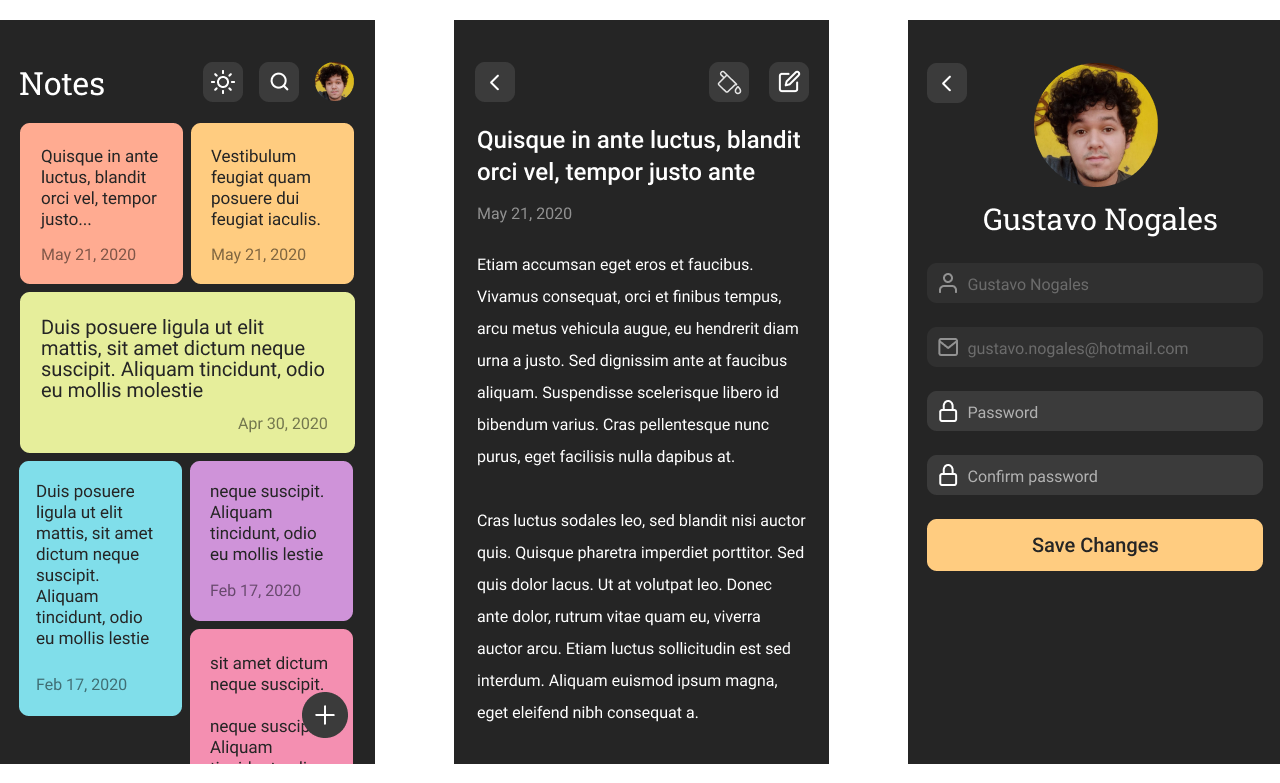 Notes
Quisque in ante
luctus, blandit
orci vel, tempor
justo...
May 21, 2020
Vestibulum
feugiat quam
posuere dui
feugiat iaculis.
May 21, 2020
Duis posuere ligula ut elit
mattis, sit amet dictum neque
suscipit. Aliquam tincidunt, odio
eu mollis molestie
Apr 30, 2020
Duis posuere
ligula ut elit
mattis, sit amet
dictum neque
suscipit.
Aliquam
tincidunt, odio
eu mollis lestie
Feb 17, 2020
neque suscipit.
Aliquam
tincidunt, odio
eu mollis lestie
Feb 17, 2020
sit amet dictum
neque suscipit.
neque suscip
Aliquam
Quisque in ante luctus, blandit
orci vel, tempor justo ante
May 21, 2020
Etiam accumsan eget eros et faucibus.
Vivamus consequat, orci et finibus tempus,
arcu metus vehicula augue, eu hendrerit diam
urna a justo. Sed dignissim ante at faucibus
aliquam. Suspendisse scelerisque libero id
bibendum varius. Cras pellentesque nunc
purus, eget facilisis nulla dapibus at.
Cras luctus sodales leo, sed blandit nisi auctor
quis. Quisque pharetra imperdiet porttitor. Sed
quis dolor lacus. Ut at volutpat leo. Donec
ante dolor, rutrum vitae quam eu, viverra
auctor arcu. Etiam luctus sollicitudin est sed
interdum. Aliquam euismod ipsum magna,
eget eleifend nibh consequat a.
Gustavo Nogales
Gustavo Nogales
gustavo.nogales@hotmail.com
Password
Confirm password
Save Changes